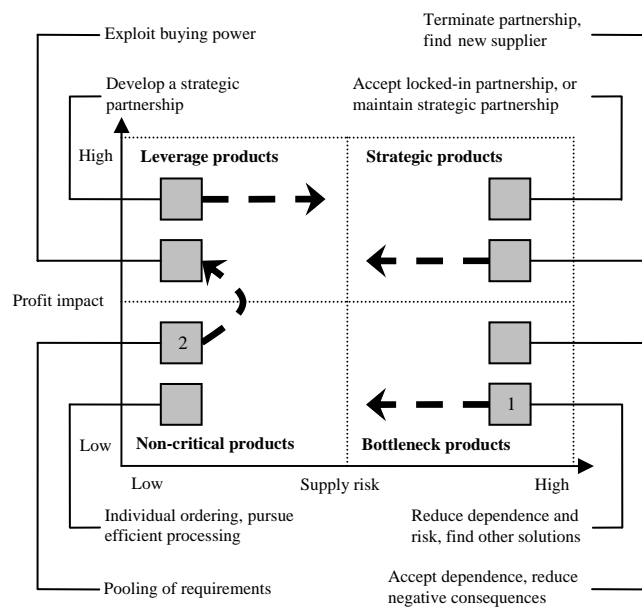 Exploit buying power
Terminate partnership,
find new supplier
Develop a strategic
partnership
Accept locked-in partnership, or
maintain strategic partnership
High
Leverage products
Strategic products
Profit impact
2
1
Low
Non-critical products
Bottleneck products
Low
Supply risk
High
Individual ordering, pursue
efficient processing
Reduce dependence and
risk, find other solutions
Pooling of requirements
Accept dependence, reduce
negative consequences